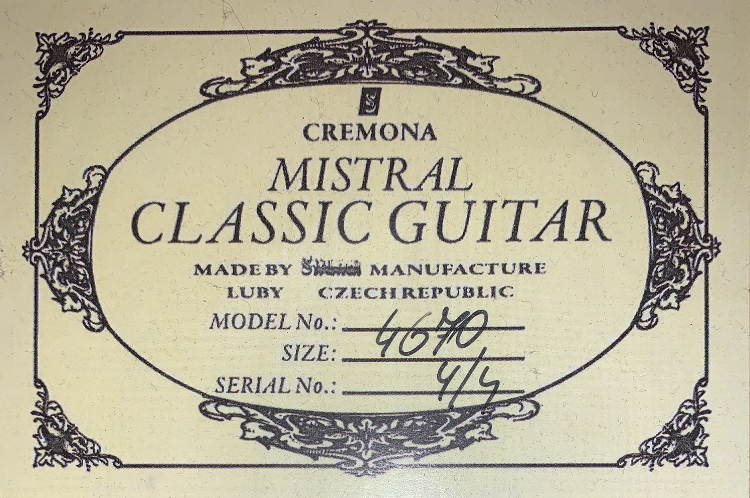 S
CREMONA
MISTRAL
CLASSIC GUITAR
MADE BY MANUFACTURE
LUBY CZECH REPUBLIC
MODEL No.: 4670
SIZE: 4/4
SERIAL No.: